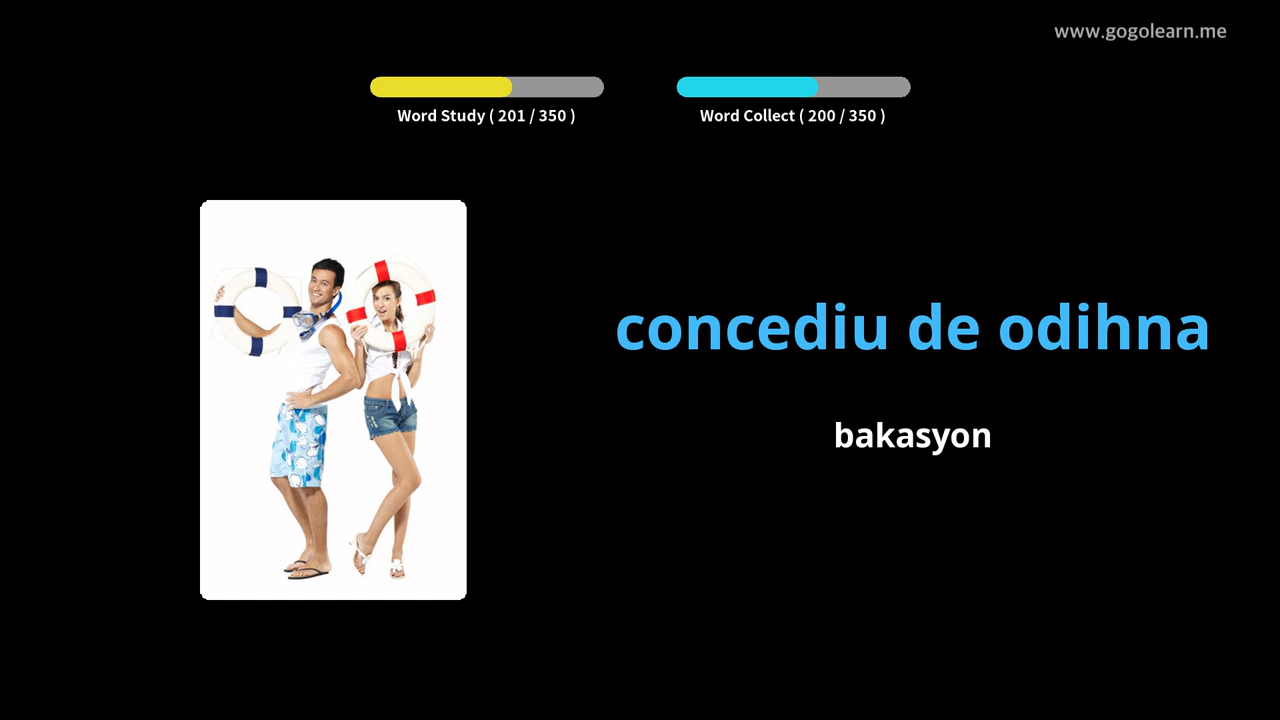 www.gogolearn.me
Word Study ( 201 / 350 )
Word Collect ( 200 / 350 )
concediu de odihna
bakasyon